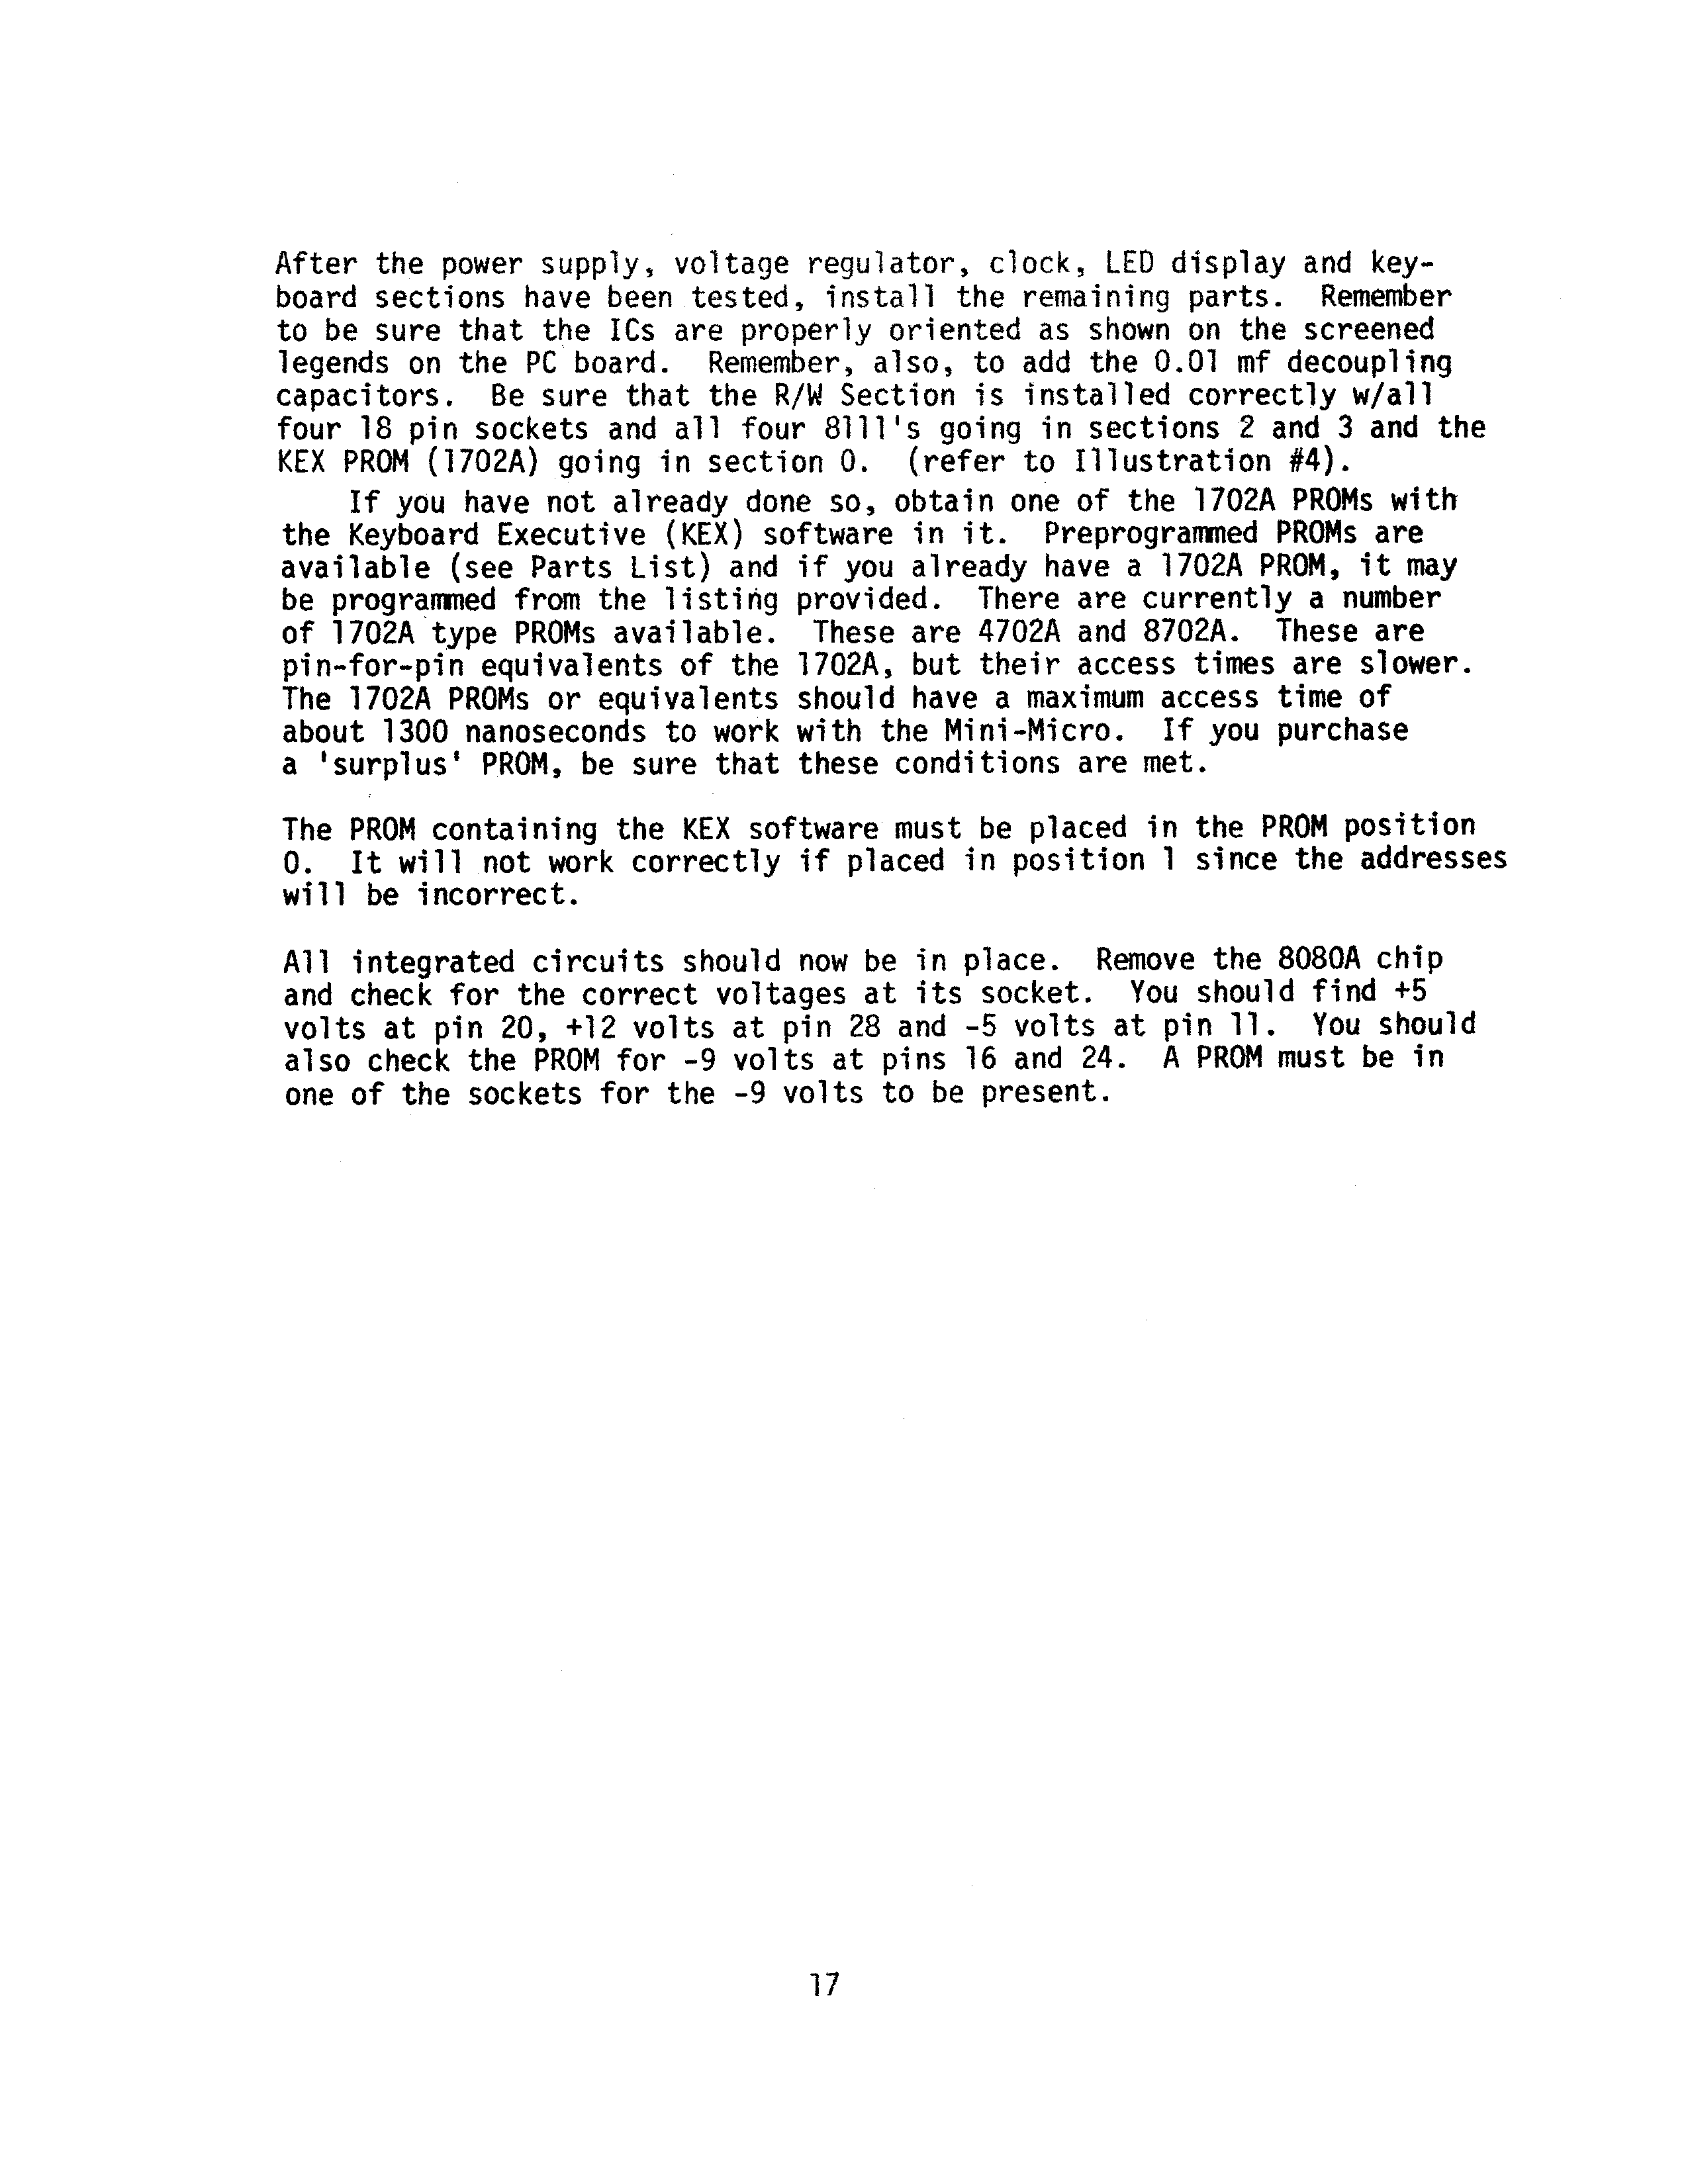 After the power supply, voltage regulator, clock, LED display and key-
board sections have been tested, install the remaining parts.  Remember
to be sure that the ICs are properly oriented as shown on the screened
legends on the PC board.  Remember, also, to add the 0.01 mf decoupling
capacitors.  Be sure that the R/W Section is installed correctly w/all
four 18 pin sockets and all four 8111's going in sections 2 and 3 and the
KEX PROM (1702A) going in section 0.  (refer to Illustration #4).
If you have not already done so, obtain one of the 1702A PROMs with
the Keyboard Executive (KEX) software in it.  Preprogrammed PROMs are
available (see Parts List) and if you already have a 1702A PROM, it may
be programmed from the listing provided.  There are currently a number
of 1702A type PROMs available.  These are 4702A and 8702A.  These are
pin-for-pin equivalents of the 1702A, but their access times are slower.
The 1702A PROMs or equivalents should have a maximum access time of
about 1300 nanoseconds to work with the Mini-Micro.  If you purchase
a 'surplus' PROM, be sure that these conditions are met.
The PROM containing the KEX software must be placed in the PROM position
0.  It will not work correctly if placed in position 1 since the addresses
will be incorrect.
All integrated circuits should now be in place.  Remove the 8080A chip
and check for the correct voltages at its socket.  You should find +5
volts at pin 20, +12 volts at pin 28 and -5 volts at pin 11.  You should
also check the PROM for -9 volts at pins 16 and 24.  A PROM must be in
one of the sockets for the -9 volts to be present.
17